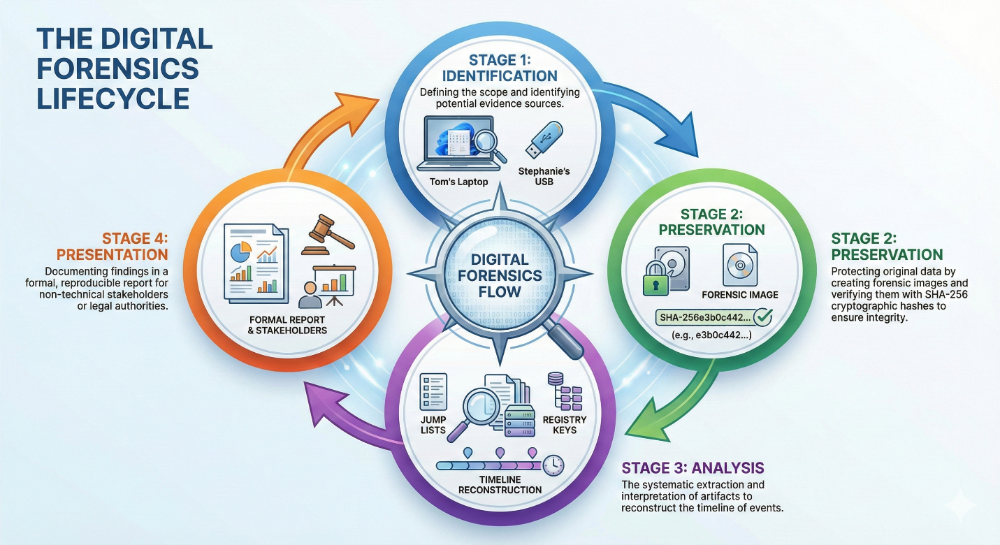 THE DIGITAL
FORENSICS
LIFECYCLE
STAGE 1:
IDENTIFICATION
Defining the scope and identifying
potential evidence sources.
Tom's Laptop
Stephanie's
USB
STAGE 2:
PRESERVATION
FORENSIC IMAGE
SHA-256e3b0c442...
(e.g., e3b0c442...)
STAGE 2:
PRESERVATION
Protecting original data by
creating forensic images and
verifying them with SHA-256
cryptographic hashes to
ensure integrity.
DIGITAL
FORENSICS
FLOW
JUMP
LISTS
REGISTRY
KEYS
TIMELINE
RECONSTRUCTION
STAGE 3: ANALYSIS
The systematic extraction and
interpretation of artifacts to
reconstruct the timeline of events.
STAGE 4:
PRESENTATION
Documenting findings in a
formal, reproducible report for
non-technical stakeholders
or legal authorities.
FORMAL REPORT
& STAKEHOLDERS